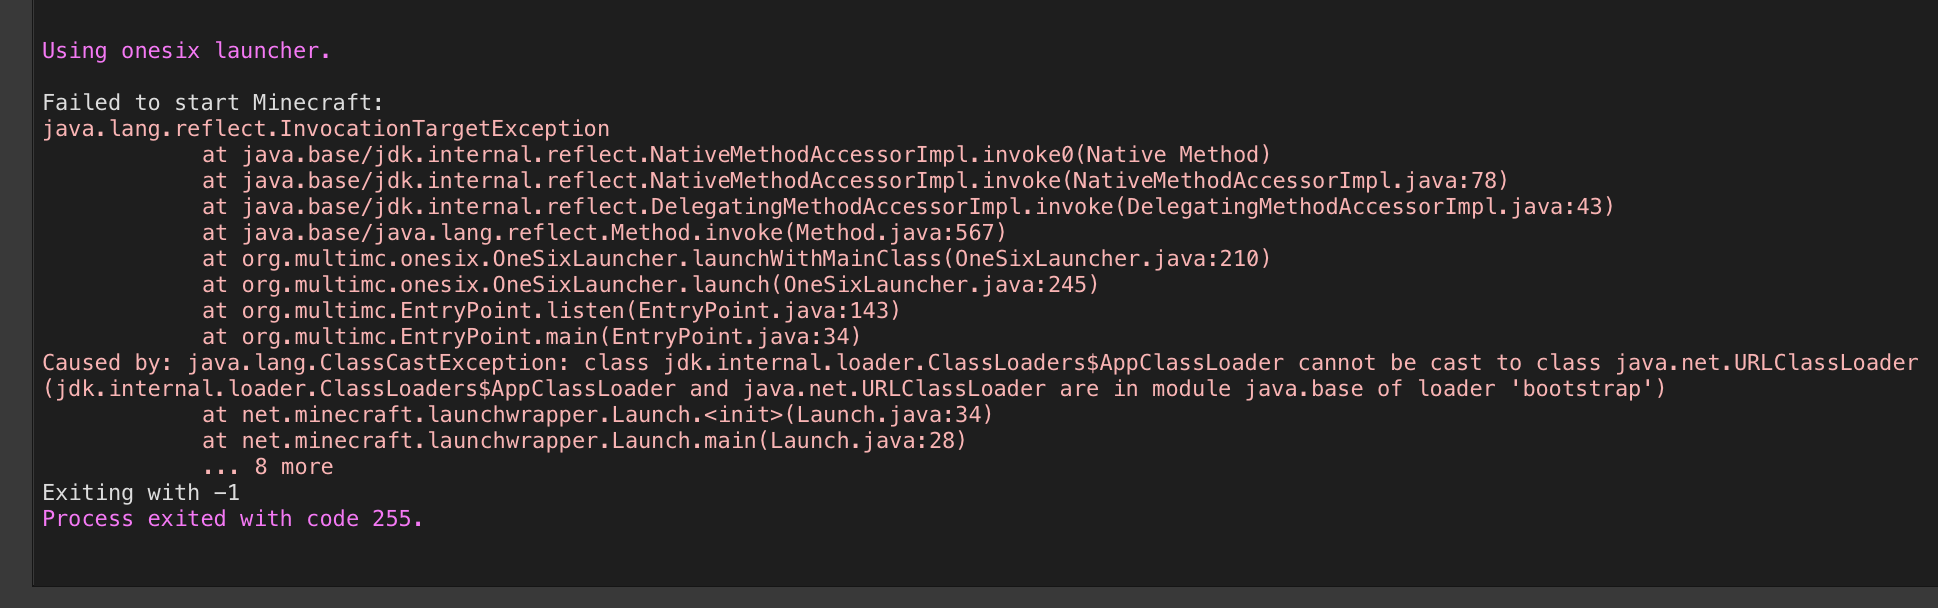 Using onesix launcher.
Failed to start Minecraft:
java.lang.reflect.InvocationTargetException
at java.base/jdk.internal.reflect.NativeMethodAccessorImpl.invoke0(Native Method)
at java.base/jdk.internal.reflect.NativeMethodAccessorImpl.invoke(NativeMethodAccessorImpl.java:78)
at java.base/jdk.internal.reflect.DelegatingMethodAccessorImpl.invoke(DelegatingMethodAccessorImpl.java:43)
at java.base/java.lang.reflect.Method.invoke(Method.java:567)
at org.multimc.onesix.OneSixLauncher.launchWithMainClass(OneSixLauncher.java:210)
at org.multimc.onesix.OneSixLauncher.launch(OneSixLauncher.java:245)
at org.multimc.EntryPoint.listen(EntryPoint.java:143)
at org.multimc.EntryPoint.main(EntryPoint.java:34)
Caused by: java.lang.ClassCastException: class jdk.internal.loader.ClassLoaders$AppClassLoader cannot be cast to class java.net.URLClassLoader
(jdk.internal.loader.ClassLoaders$AppClassLoader and java.net.URLClassLoader are in module java.base of loader 'bootstrap')
at net.minecraft.launchwrapper.Launch.<init>(Launch.java:34)
at net.minecraft.launchwrapper.Launch.main(Launch.java:28)
... 8 more
Exiting with -1
Process exited with code 255.